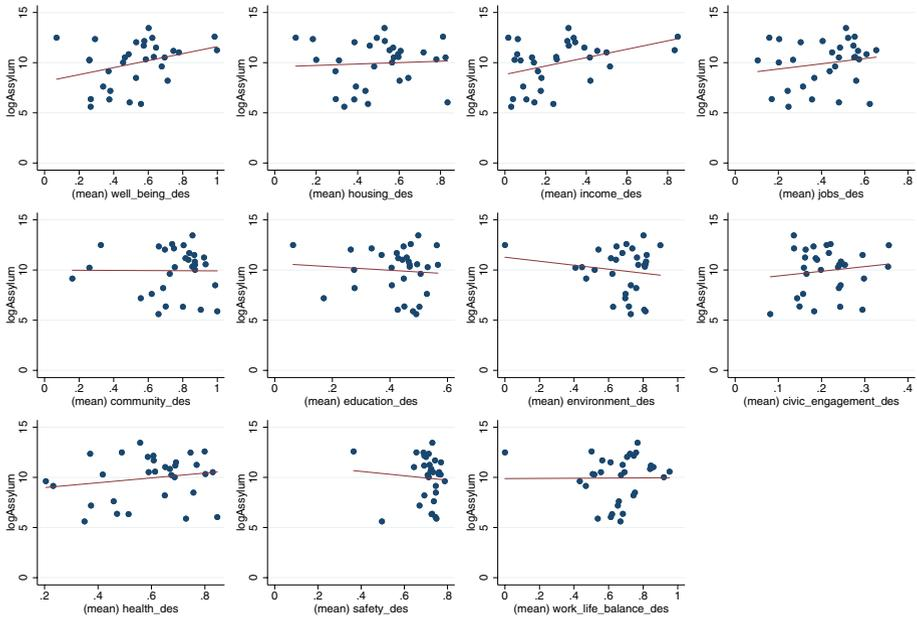 logAssylum
15
10
5
0
0 .2 .4 .6 .8 1
(mean) well_being_des
logAssylum
15
10
5
0
0 .2 .4 .6 .8
(mean) housing_des
logAssylum
15
10
5
0
0 .2 .4 .6 .8
(mean) income_des
logAssylum
15
10
5
0
0 .2 .4 .6 .8
(mean) jobs_des
logAssylum
15
10
5
0
0 .2 .4 .6 .8 1
(mean) community_des
logAssylum
15
10
5
0
0 .2 .4 .6
(mean) education_des
logAssylum
15
10
5
0
0 .2 .4 .6 .8 1
(mean) environment_des
logAssylum
15
10
5
0
0 .1 .2 .3 .4
(mean) civic_engagement_des
logAssylum
15
10
5
0
.2 .4 .6 .8
(mean) health_des
logAssylum
15
10
5
0
0 .2 .4 .6 .8
(mean) safety_des
logAssylum
15
10
5
0
0 .2 .4 .6 .8 1
(mean) work_life_balance_des